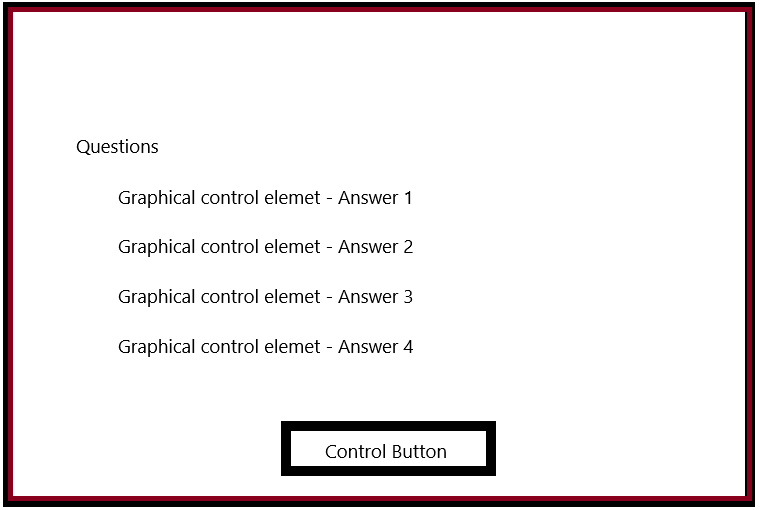 Questions
Graphical control elemet - Answer 1
Graphical control elemet - Answer 2
Graphical control elemet - Answer 3
Graphical control elemet - Answer 4
Control Button